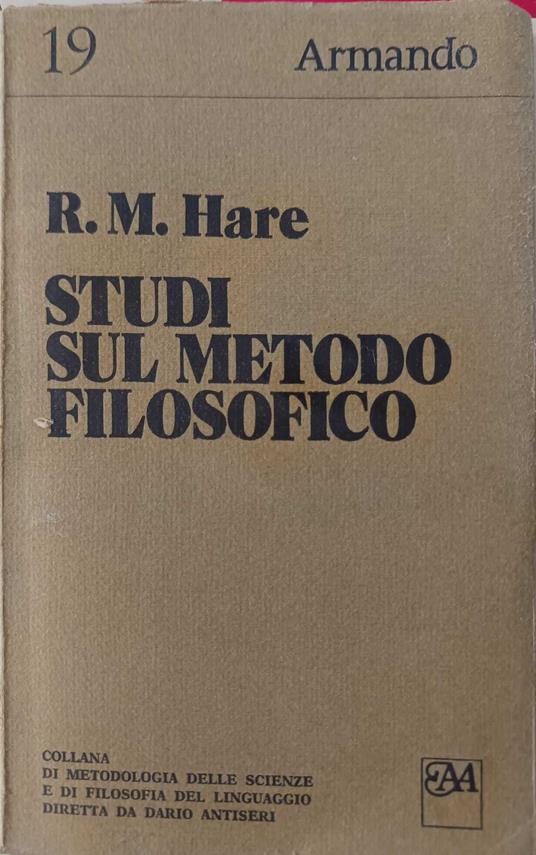 19 Armando
R. M. Hare
STUDI
SUL METODO
FILOSOFICO
COLLANA
DI METODOLOGIA DELLE SCIENZE
E DI FILOSOFIA DEL LINGUAGGIO
DIRETTA DA DARIO ANTISERI
EAA